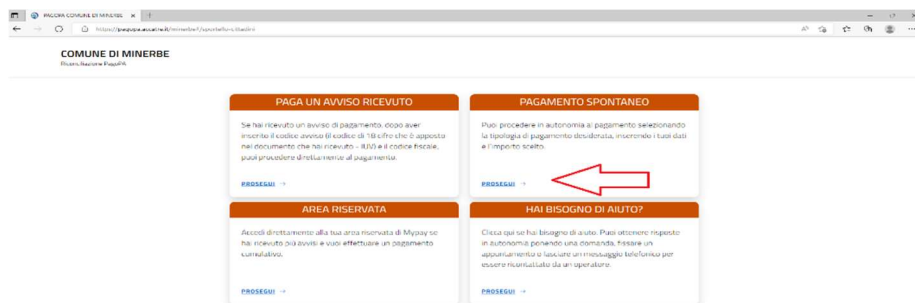 PAGOPA COMUNE DI MINERBE
COMUNE DI MINERBE
Riconciliazione PagoPA
PAGA UN AVVISO RICEVUTO
Se hai ricevuto un avviso di pagamento, dopo aver
inserito il codice avviso (il codice di 18 cifre che è apposto
nel documento che hai ricevuto - IUV) e il codice fiscale,
puoi procedere direttamente al pagamento.
PROSEGUI →
PAGAMENTO SPONTANEO
Puoi procedere in autonomia al pagamento selezionando
la tipologia di pagamento desiderata, inserendo i tuoi dati
e l'importo scelto.
PROSEGUI →
AREA RISERVATA
Accedi direttamente alla tua area riservata di Mypay se
hai ricevuto più avvisi e vuoi effettuare un pagamento
cumulativo.
PROSEGUI →
HAI BISOGNO DI AIUTO?
Clicca qui se hai bisogno di aiuto. Puoi ottenere risposte
in autonomia ponendo una domanda, fissare un
appuntamento o lasciare un messaggio telefonico per
essere ricontattato da un operatore.
PROSEGUI →